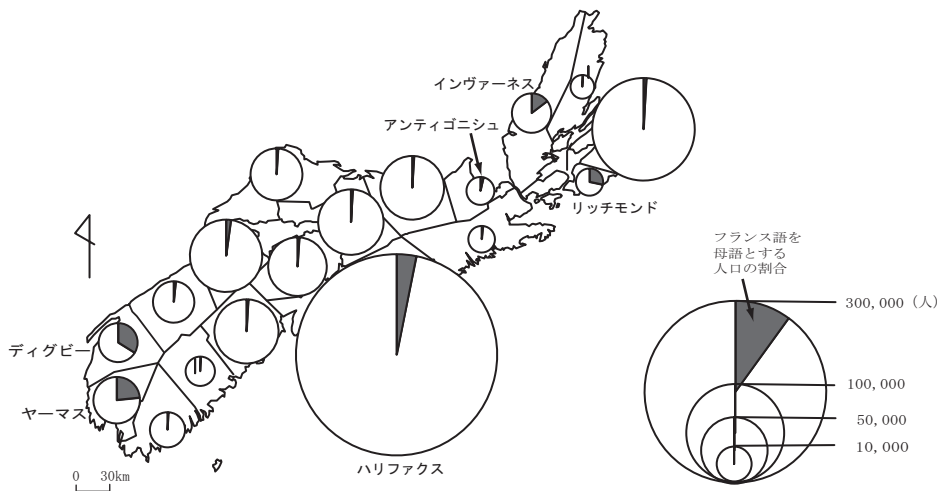 インヴァーネス
アンティゴニシュ
リッチモンド
ディグビー
ヤーマス
ハリファクス
0 30km
フランス語を
母語とする
人口の割合
300,000 (人)
100,000
50,000
10,000